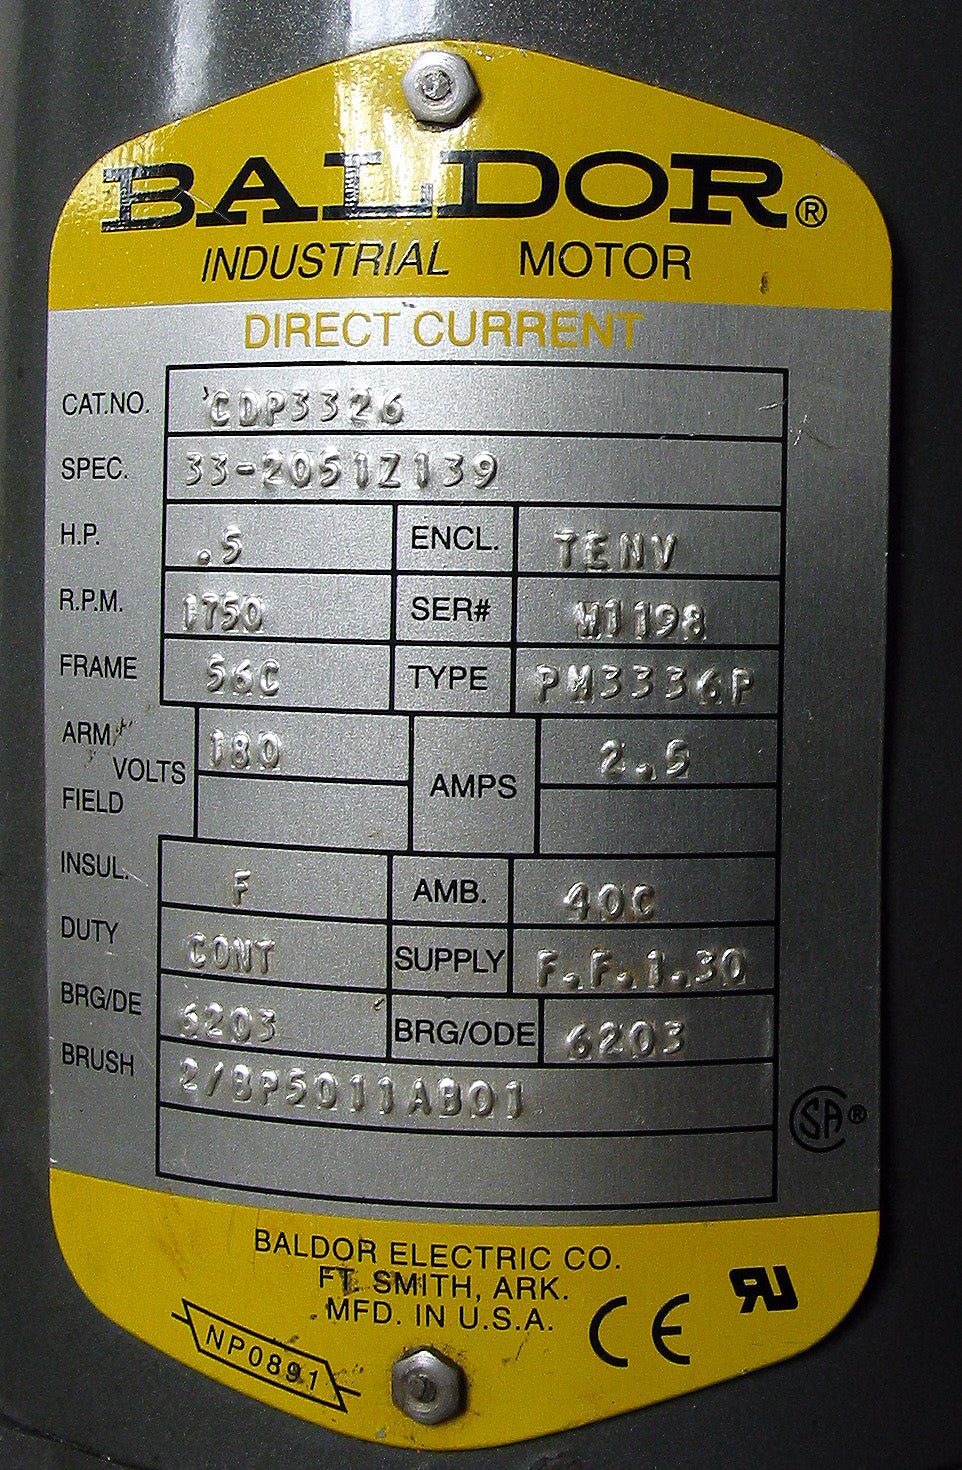 BALDOR®
INDUSTRIAL MOTOR
DIRECT CURRENT
CAT.NO. CDP3326
SPEC. 33-2051Z139
H.P. .5 ENCL. TENV
R.P.M. 1750 SER# W1198
FRAME 56C TYPE PM3336P
ARM. 180 2.5
VOLTS AMPS
FIELD
INSUL. F AMB. 40C
DUTY CONT SUPPLY F.F.1.30
BRG/DE 6203 BRG/ODE 6203
BRUSH 2/BP5011AB01
SA®
BALDOR ELECTRIC CO.
FT. SMITH, ARK.
MFD. IN U.S.A.
CE RU
NP0891